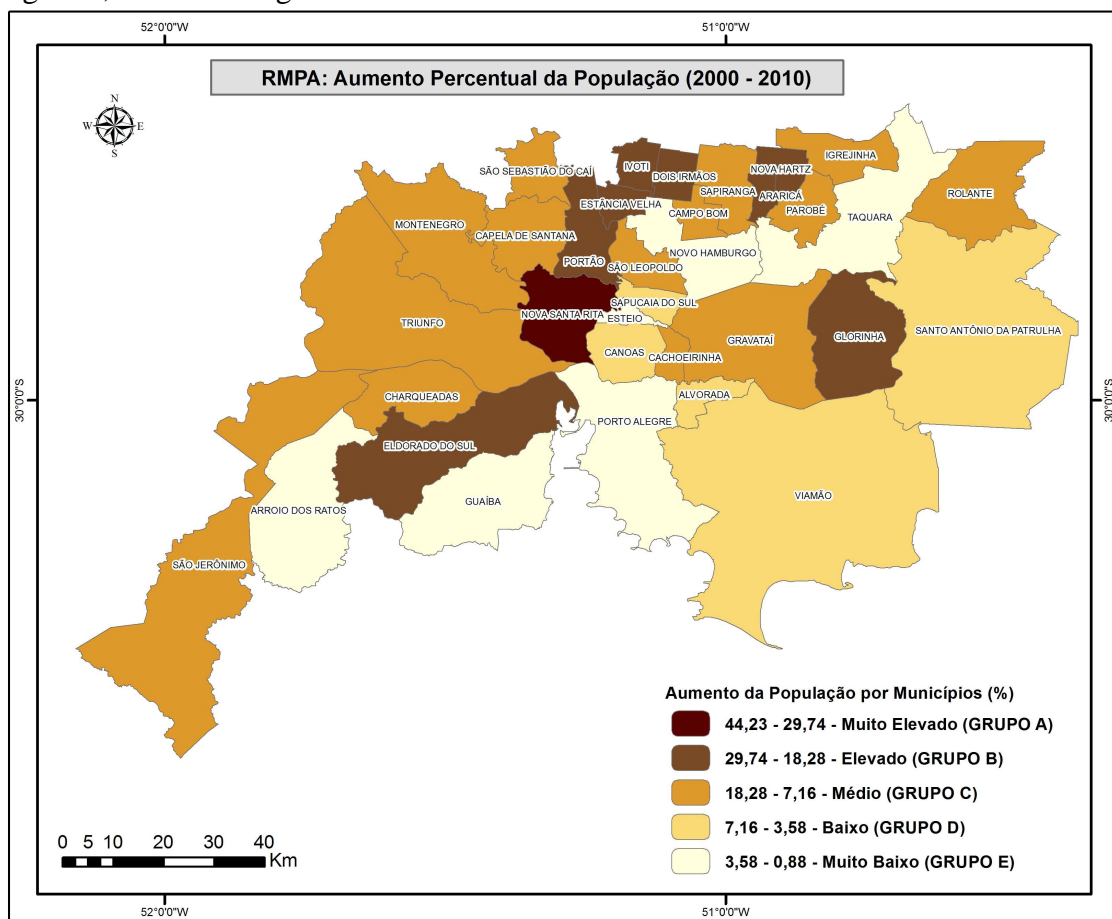 52°0'0"W 51°0'0"W
RMPA: Aumento Percentual da População (2000 - 2010)
N
W E
S
IGREJINHA
SÃO SEBASTIÃO DO CAÍ
IVOTI
DOIS IRMÃOS
NOVA HARTZ
SAPIRANGA
ROLANTE
ESTÂNCIA VELHA
ARARICÁ
PAROBÉ
CAMPO BOM
TAQUARA
MONTENEGRO
CAPELA DE SANTANA
NOVO HAMBURGO
PORTÃO
SÃO LEOPOLDO
SAPUCAIA DO SUL
NOVA SANTA RITA
ESTEIO
TRIUNFO
SANTO ANTÔNIO DA PATRULHA
GLORINHA
GRAVATAÍ
CANOAS
CACHOEIRINHA
CHARQUEADAS
ALVORADA
30°0'0"S 30°0'0"S
PORTO ALEGRE
ELDORADO DO SUL
VIAMÃO
GUAÍBA
ARROIO DOS RATOS
SÃO JERÔNIMO
Aumento da População por Municípios (%)
44,23 - 29,74 - Muito Elevado (GRUPO A)
29,74 - 18,28 - Elevado (GRUPO B)
18,28 - 7,16 - Médio (GRUPO C)
7,16 - 3,58 - Baixo (GRUPO D)
3,58 - 0,88 - Muito Baixo (GRUPO E)
0 5 10 20 30 40
Km
52°0'0"W 51°0'0"W